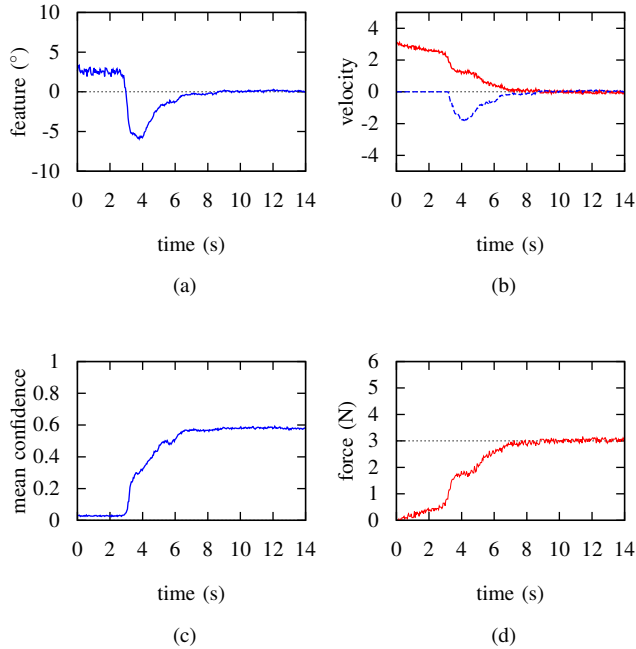 10
5
0
-5
-10
feature (°)
0 2 4 6 8 10 12 14
time (s)
(a)
4
2
0
-2
-4
velocity
0 2 4 6 8 10 12 14
time (s)
(b)
1
0.8
0.6
0.4
0.2
0
mean confidence
0 2 4 6 8 10 12 14
time (s)
(c)
6
5
4
3
2
1
0
force (N)
0 2 4 6 8 10 12 14
time (s)
(d)